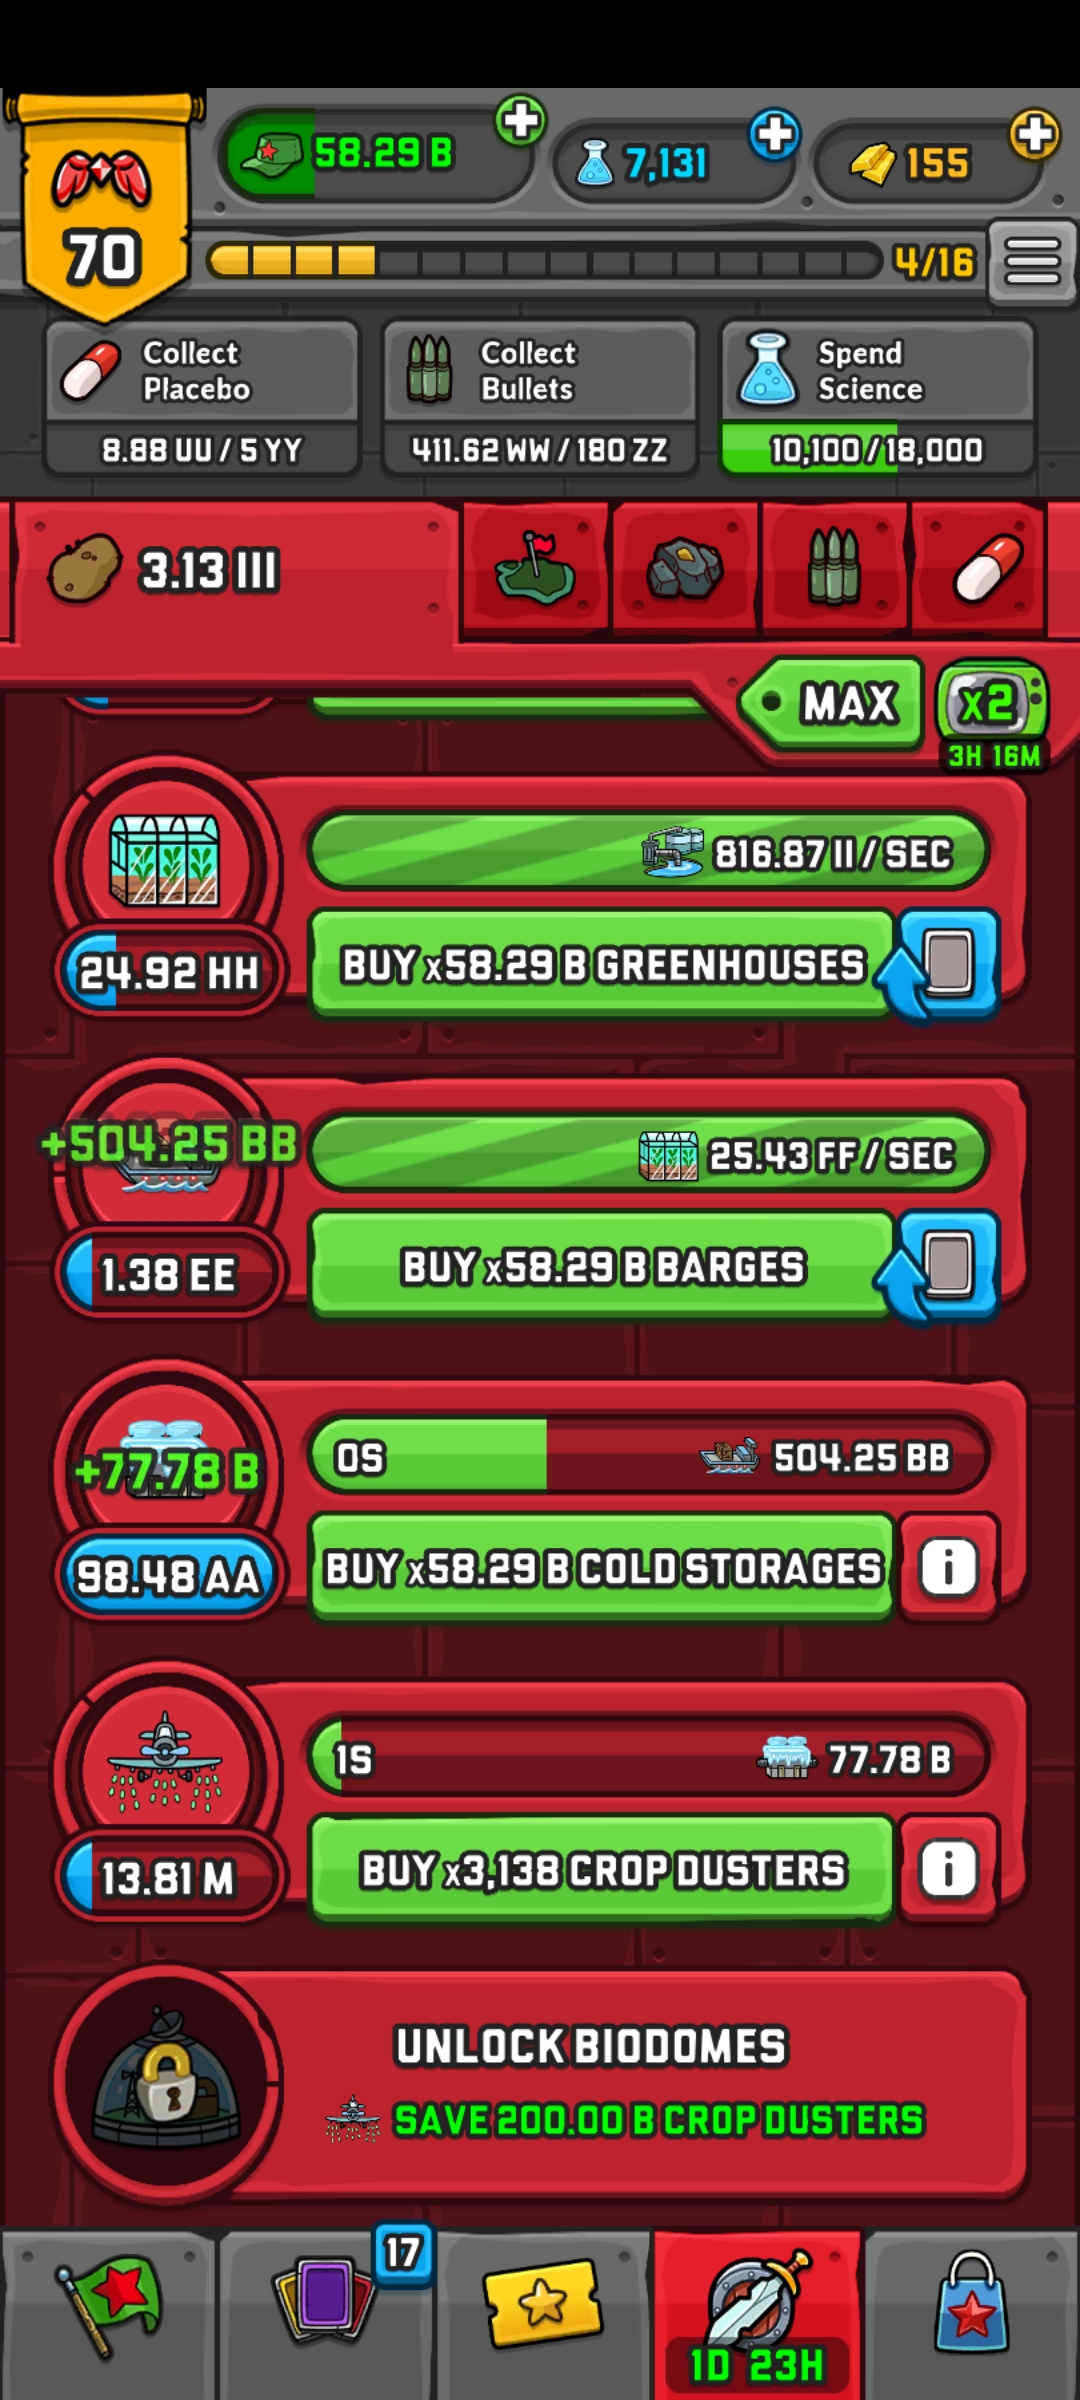 58.29 B
7,131
155
70
4/16
Collect
Placebo
8.88 UU / 5 YY
Collect
Bullets
411.62 WW / 180 ZZ
Spend
Science
10,100 / 18,000
3.13 III
MAX
x2
3H 16M
816.87 II / SEC
24.92 HH
BUY x58.29 B GREENHOUSES
+504.25 BB
25.43 FF / SEC
1.38 EE
BUY x58.29 B BARGES
+77.78 B
0S
504.25 BB
98.48 AA
BUY x58.29 B COLD STORAGES
i
1S
77.78 B
13.81 M
BUY x3,138 CROP DUSTERS
i
UNLOCK BIODOMES
SAVE 200.00 B CROP DUSTERS
17
1D 23H